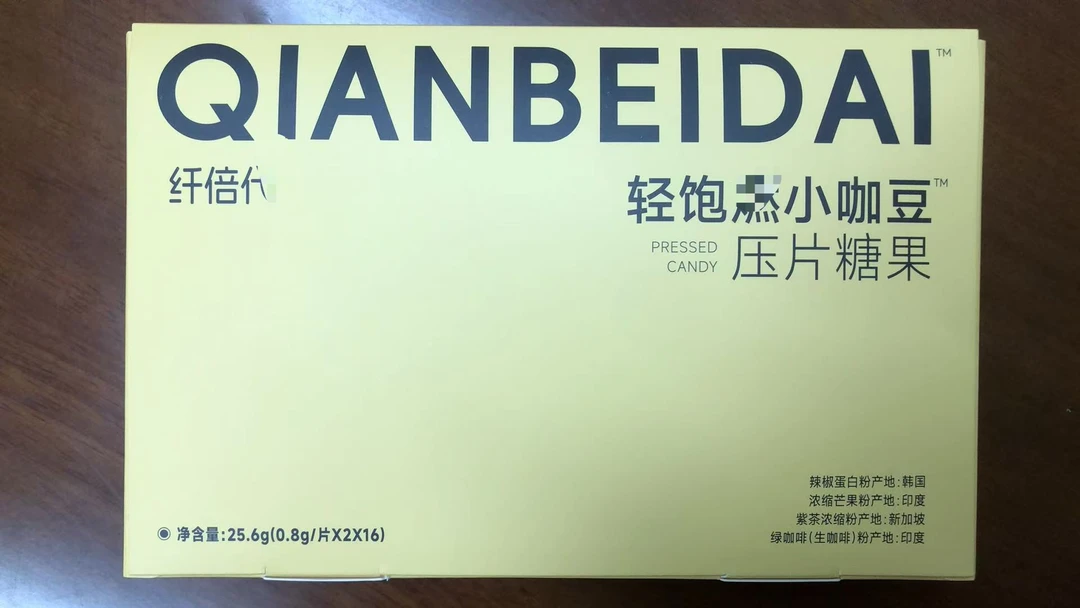 QIANBEIDAI™
纤倍代
轻饱燃小咖豆™
PRESSED
CANDY
压片糖果
辣椒蛋白粉产地:韩国
浓缩芒果粉产地:印度
紫茶浓缩粉产地:新加坡
绿咖啡(生咖啡)粉产地:印度
净含量:25.6g(0.8g/片X2X16)